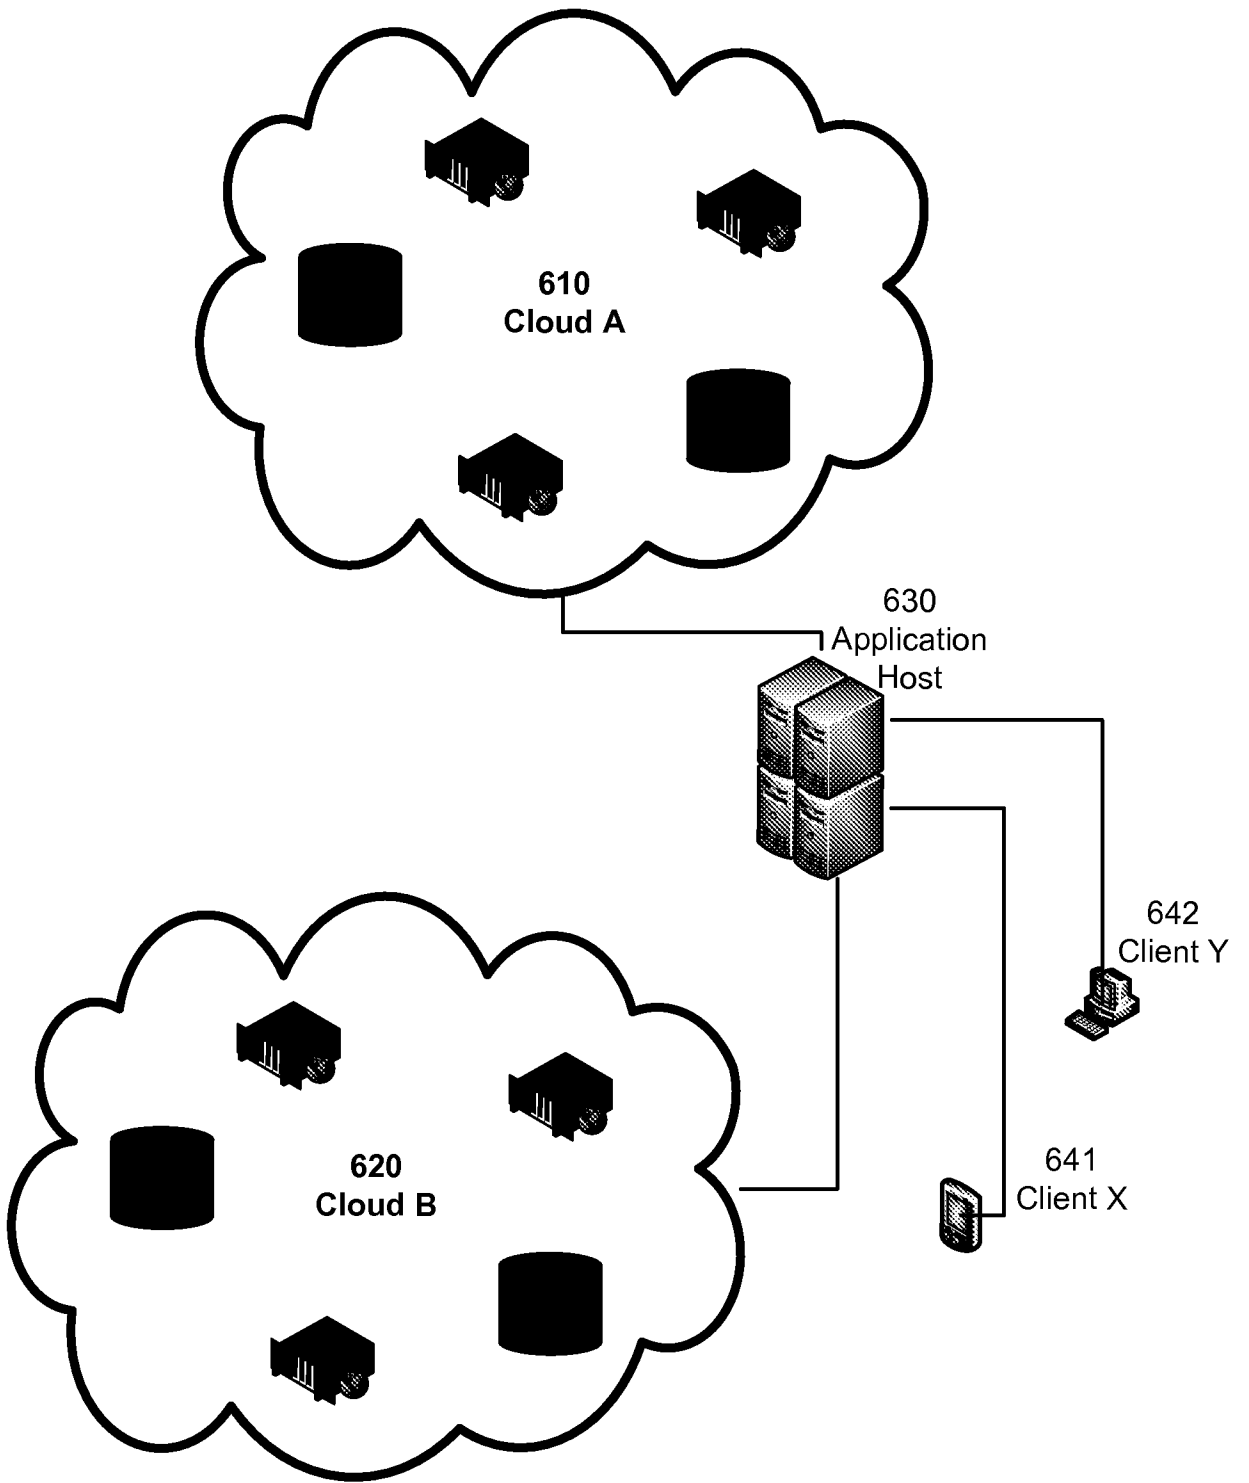 610
Cloud A
630
Application
Host
642
Client Y
641
Client X
620
Cloud B